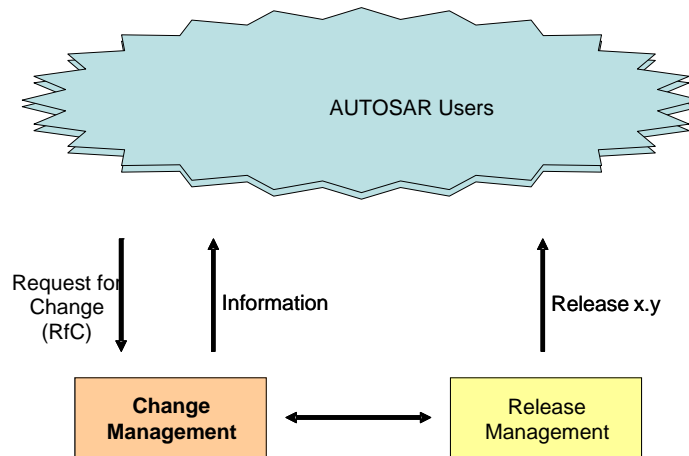 AUTOSAR Users
Request for
Change
(RfC)
Information
Release x.y
Change
Management
Release
Management